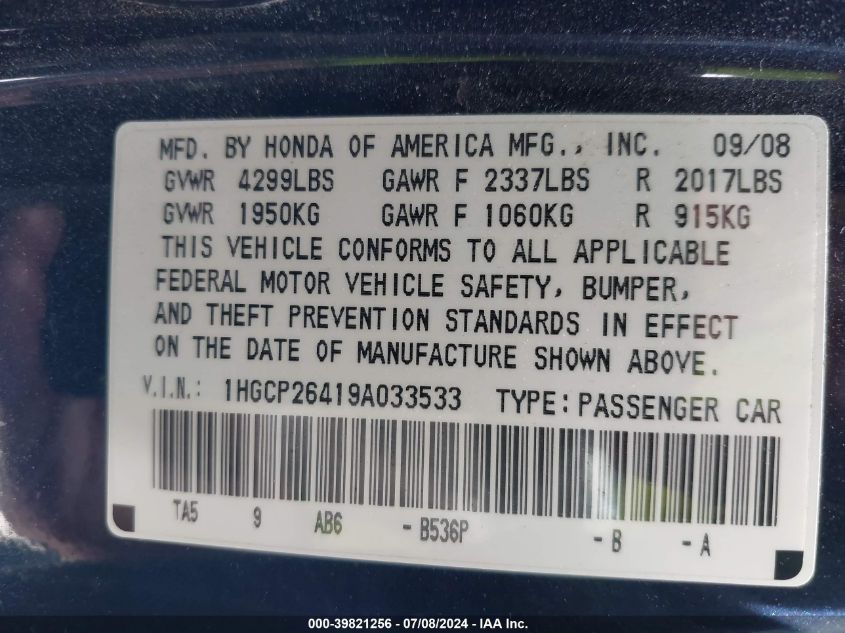 MFD. BY HONDA OF AMERICA MFG., INC. 09/08
GVWR 4299LBS GAWR F 2337LBS R 2017LBS
GVWR 1950KG GAWR F 1060KG R 915KG
THIS VEHICLE CONFORMS TO ALL APPLICABLE
FEDERAL MOTOR VEHICLE SAFETY, BUMPER,
AND THEFT PREVENTION STANDARDS IN EFFECT
ON THE DATE OF MANUFACTURE SHOWN ABOVE.
V.I.N.: 1HGCP26419A033533 TYPE: PASSENGER CAR
TA5 9 AB6 - B536P - B - A
000-39821256 - 07/08/2024 - IAA Inc.